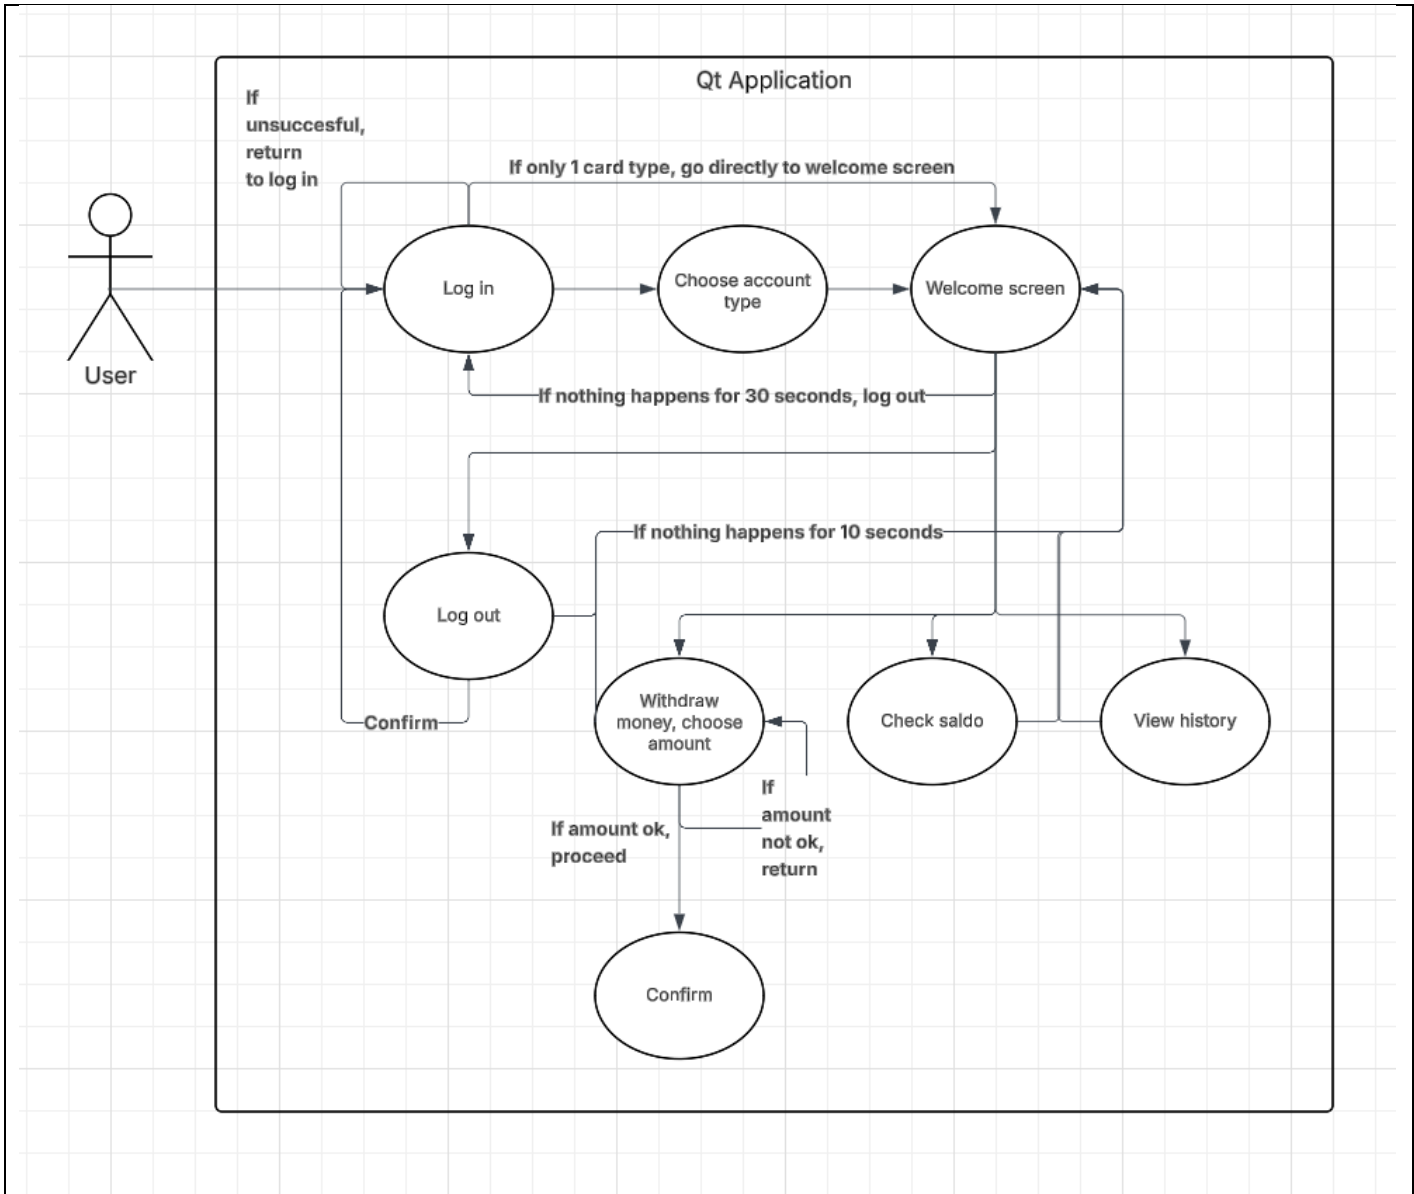 Qt Application
If
unsuccesful,
return
to log in
If only 1 card type, go directly to welcome screen
Log in
Choose account
type
Welcome screen
User
If nothing happens for 30 seconds, log out
If nothing happens for 10 seconds
Log out
Withdraw
money, choose
amount
Check saldo
View history
Confirm
If amount ok,
proceed
If
amount
not ok,
return
Confirm